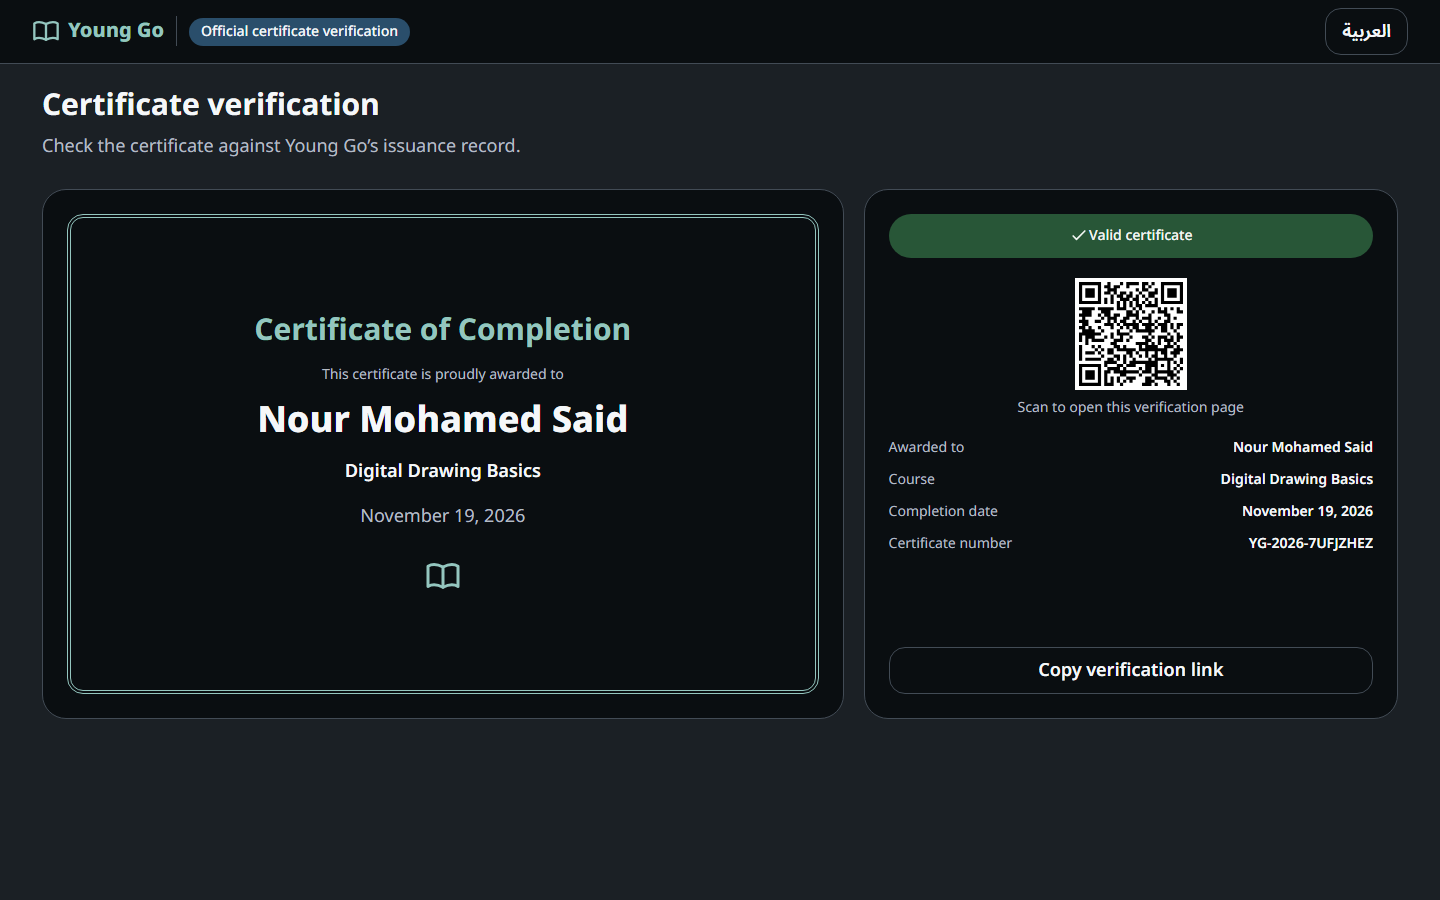 Young Go
Official certificate verification
العربية
Certificate verification
Check the certificate against Young Go’s issuance record.
Certificate of Completion
This certificate is proudly awarded to
Nour Mohamed Said
Digital Drawing Basics
November 19, 2026
Valid certificate
Scan to open this verification page
Awarded to Nour Mohamed Said
Course Digital Drawing Basics
Completion date November 19, 2026
Certificate number YG-2026-7UFJZHEZ
Copy verification link